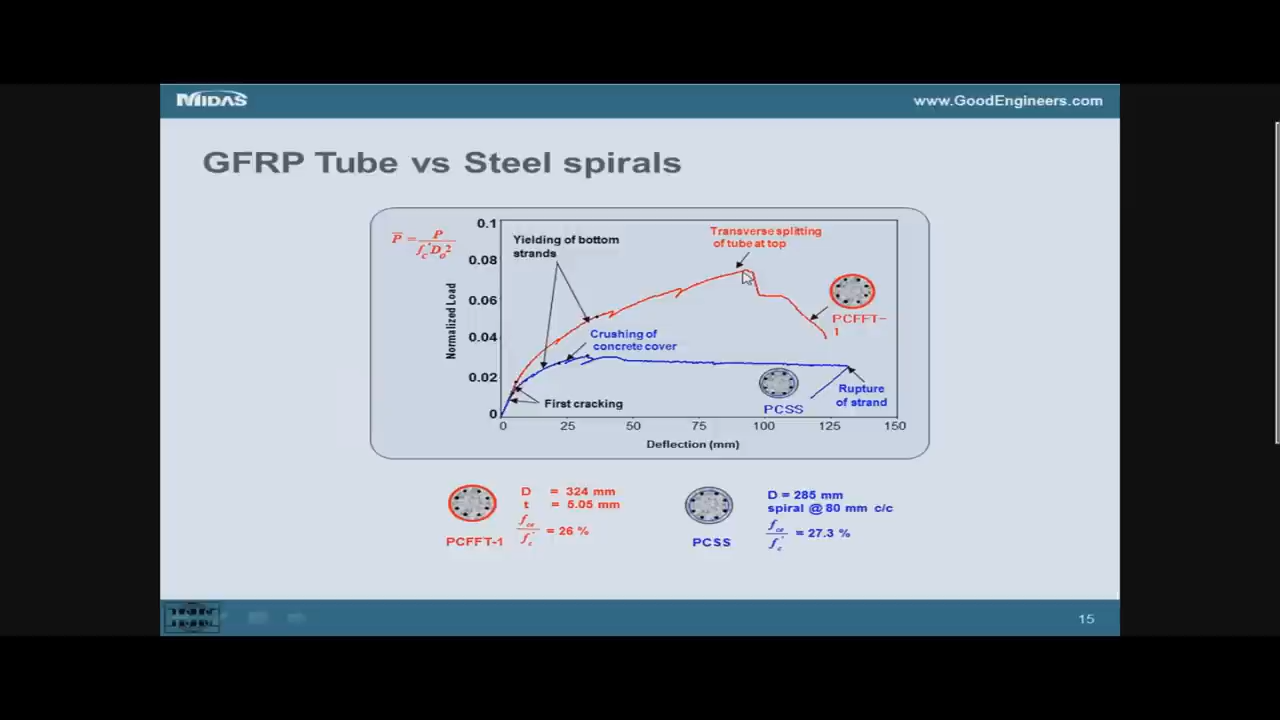 MIDAS
www.GoodEngineers.com
GFRP Tube vs Steel spirals
P̅ = P / f'c Do²
Normalized Load
0.1
0.08
0.06
0.04
0.02
0
Yielding of bottom
strands
Transverse splitting
of tube at top
Crushing of
concrete cover
PCFFT-
1
First cracking
PCSS
Rupture
of strand
0 25 50 75 100 125 150
Deflection (mm)
D = 324 mm
t = 5.05 mm
fce / f'c = 26 %
PCFFT-1
D = 285 mm
spiral @ 80 mm c/c
fce / f'c = 27.3 %
PCSS
15